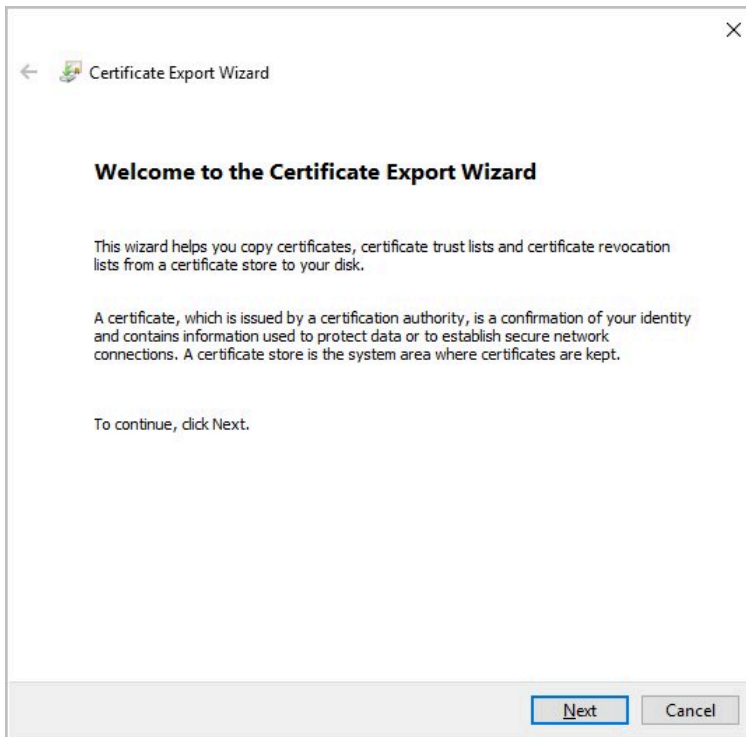 Certificate Export Wizard
Welcome to the Certificate Export Wizard
This wizard helps you copy certificates, certificate trust lists and certificate revocation
lists from a certificate store to your disk.
A certificate, which is issued by a certification authority, is a confirmation of your identity
and contains information used to protect data or to establish secure network
connections. A certificate store is the system area where certificates are kept.
To continue, click Next.
Next Cancel